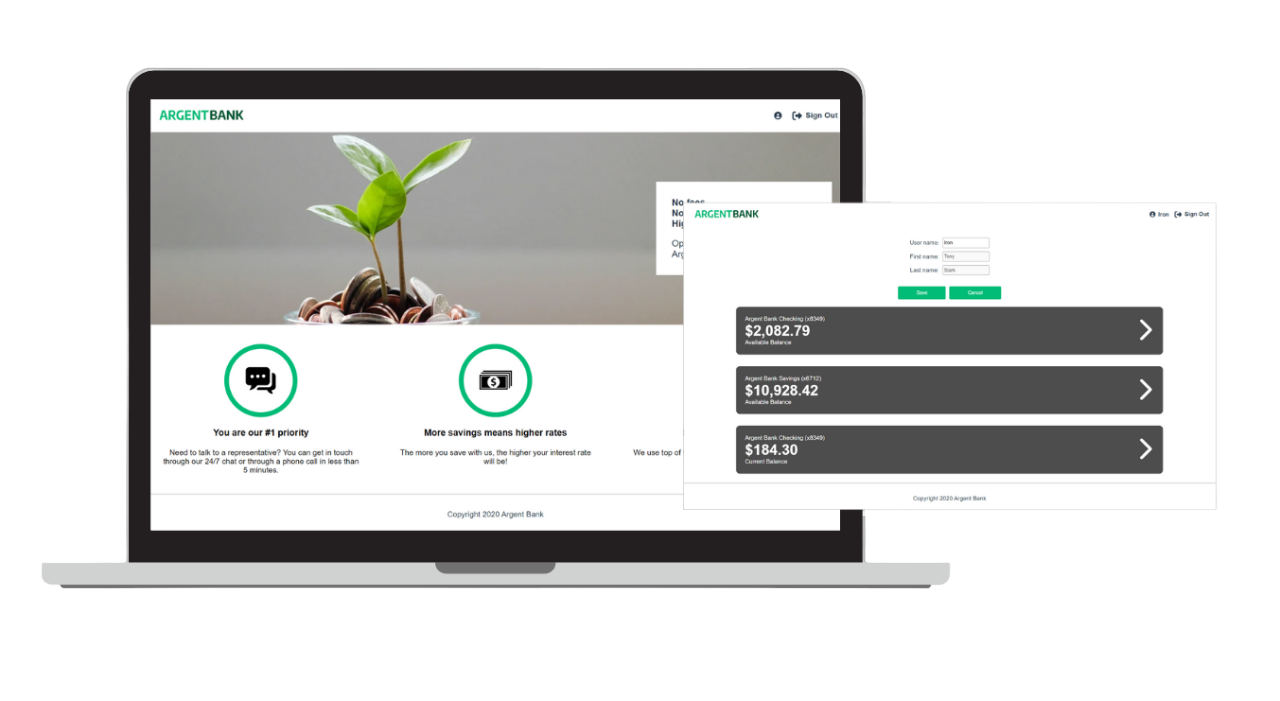 ARGENTBANK
Sign Out
No fees
No
Hig
Op
Arg
You are our #1 priority
Need to talk to a representative? You can get in touch
through our 24/7 chat or through a phone call in less than
5 minutes.
More savings means higher rates
The more you save with us, the higher your interest rate
will be!
We use top of
Copyright 2020 Argent Bank
ARGENTBANK
Iron Sign Out
User name: Iron
First name: Tony
Last name: Stark
Save Cancel
Argent Bank Checking (x8349)
$2,082.79
Available Balance
Argent Bank Savings (x6712)
$10,928.42
Available Balance
Argent Bank Checking (x8349)
$184.30
Current Balance
Copyright 2020 Argent Bank